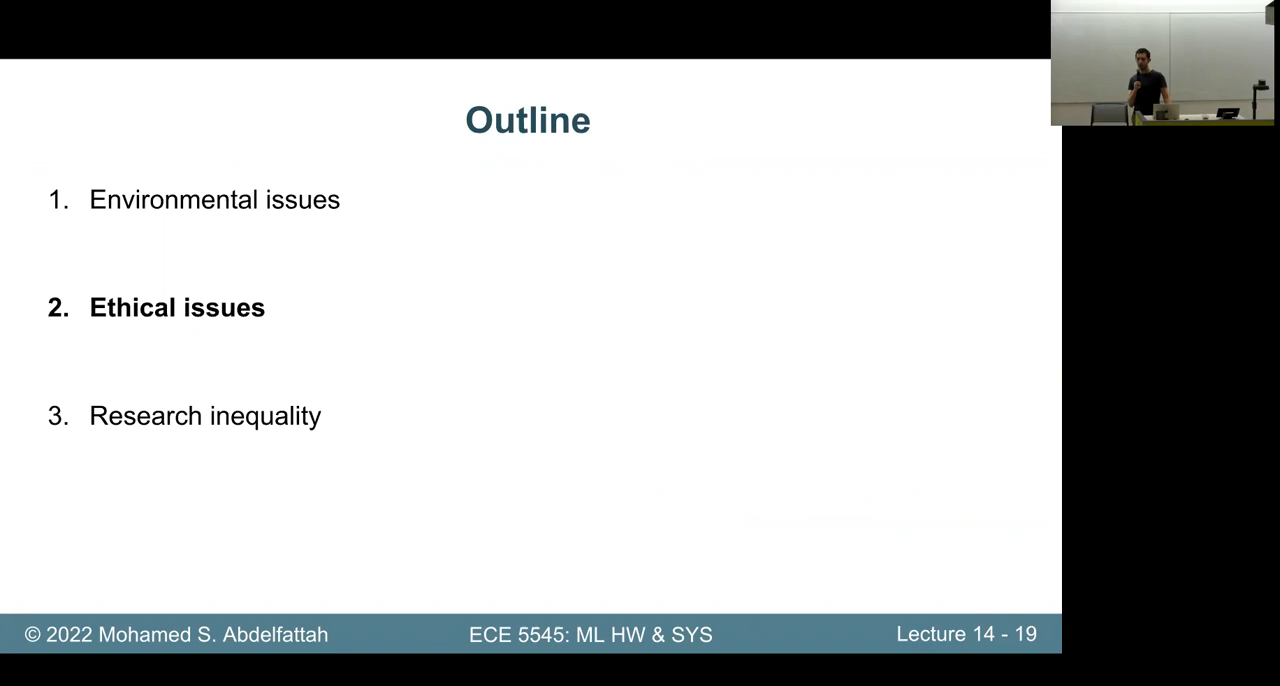 Outline
1. Environmental issues
2. Ethical issues
3. Research inequality
© 2022 Mohamed S. Abdelfattah
ECE 5545: ML HW & SYS
Lecture 14 - 19